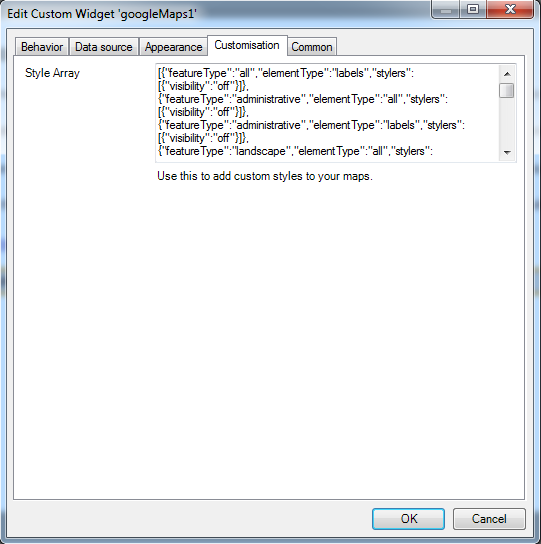 Edit Custom Widget 'googleMaps1'
Behavior Data source Appearance Customisation Common
Style Array
[{"featureType":"all","elementType":"labels","stylers":
[{"visibility":"off"}]},
{"featureType":"administrative","elementType":"all","stylers":
[{"visibility":"off"}]},
{"featureType":"administrative","elementType":"labels","stylers":
[{"visibility":"off"}]},
{"featureType":"landscape","elementType":"all","stylers":
Use this to add custom styles to your maps.
OK Cancel